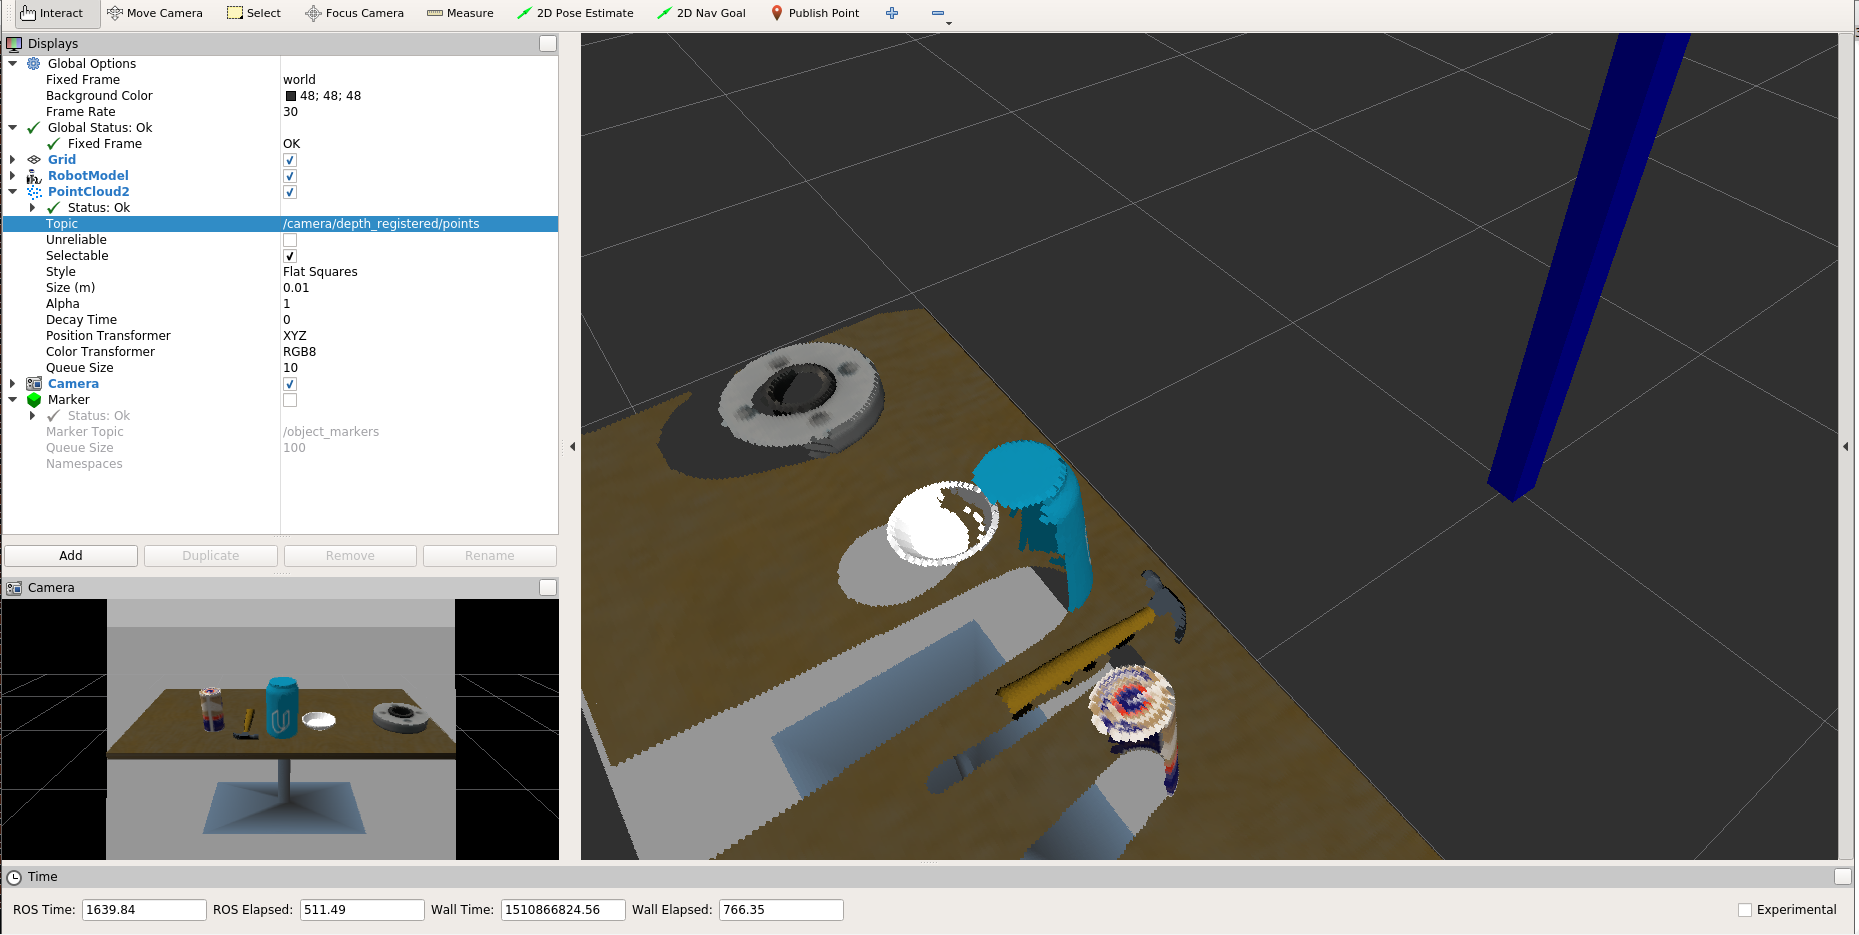 Interact Move Camera Select Focus Camera Measure 2D Pose Estimate 2D Nav Goal Publish Point
Displays
Global Options
Fixed Frame world
Background Color 48; 48; 48
Frame Rate 30
Global Status: Ok
Fixed Frame OK
Grid
RobotModel
PointCloud2
Status: Ok
Topic /camera/depth_registered/points
Unreliable
Selectable
Style Flat Squares
Size (m) 0.01
Alpha 1
Decay Time 0
Position Transformer XYZ
Color Transformer RGB8
Queue Size 10
Camera
Marker
Status: Ok
Marker Topic /object_markers
Queue Size 100
Namespaces
Add Duplicate Remove Rename
Camera
Time
ROS Time: 1639.84 ROS Elapsed: 511.49 Wall Time: 1510866824.56 Wall Elapsed: 766.35 Experimental